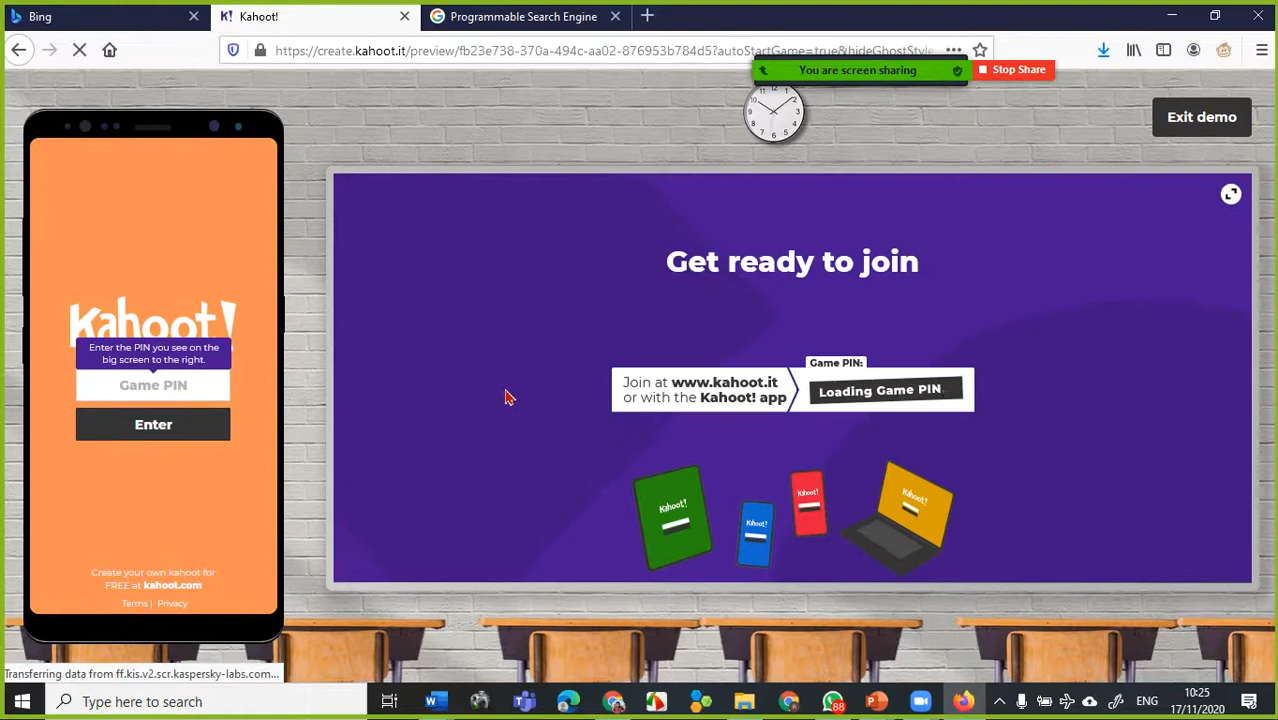 Bing
K! Kahoot!
Programmable Search Engine
https://create.kahoot.it/preview/fb23e738-370a-494c-aa02-876953b784d5?autoStartGame=true&hideGhostStyle
You are screen sharing
Stop Share
Exit demo
Kahoot!
Enter the PIN you see on the
big screen to the right.
Game PIN
Enter
Create your own kahoot for
FREE at kahoot.com
Terms | Privacy
Get ready to join
Join at www.kahoot.it
or with the Kahoot! app
Game PIN:
Loading Game PIN
Kahoot!
Kahoot!
Kahoot!
Kahoot!
Transferring data from ff.kis.v2.scr.kaspersky-labs.com...
Type here to search
88
ENG
10:25
17/11/2020